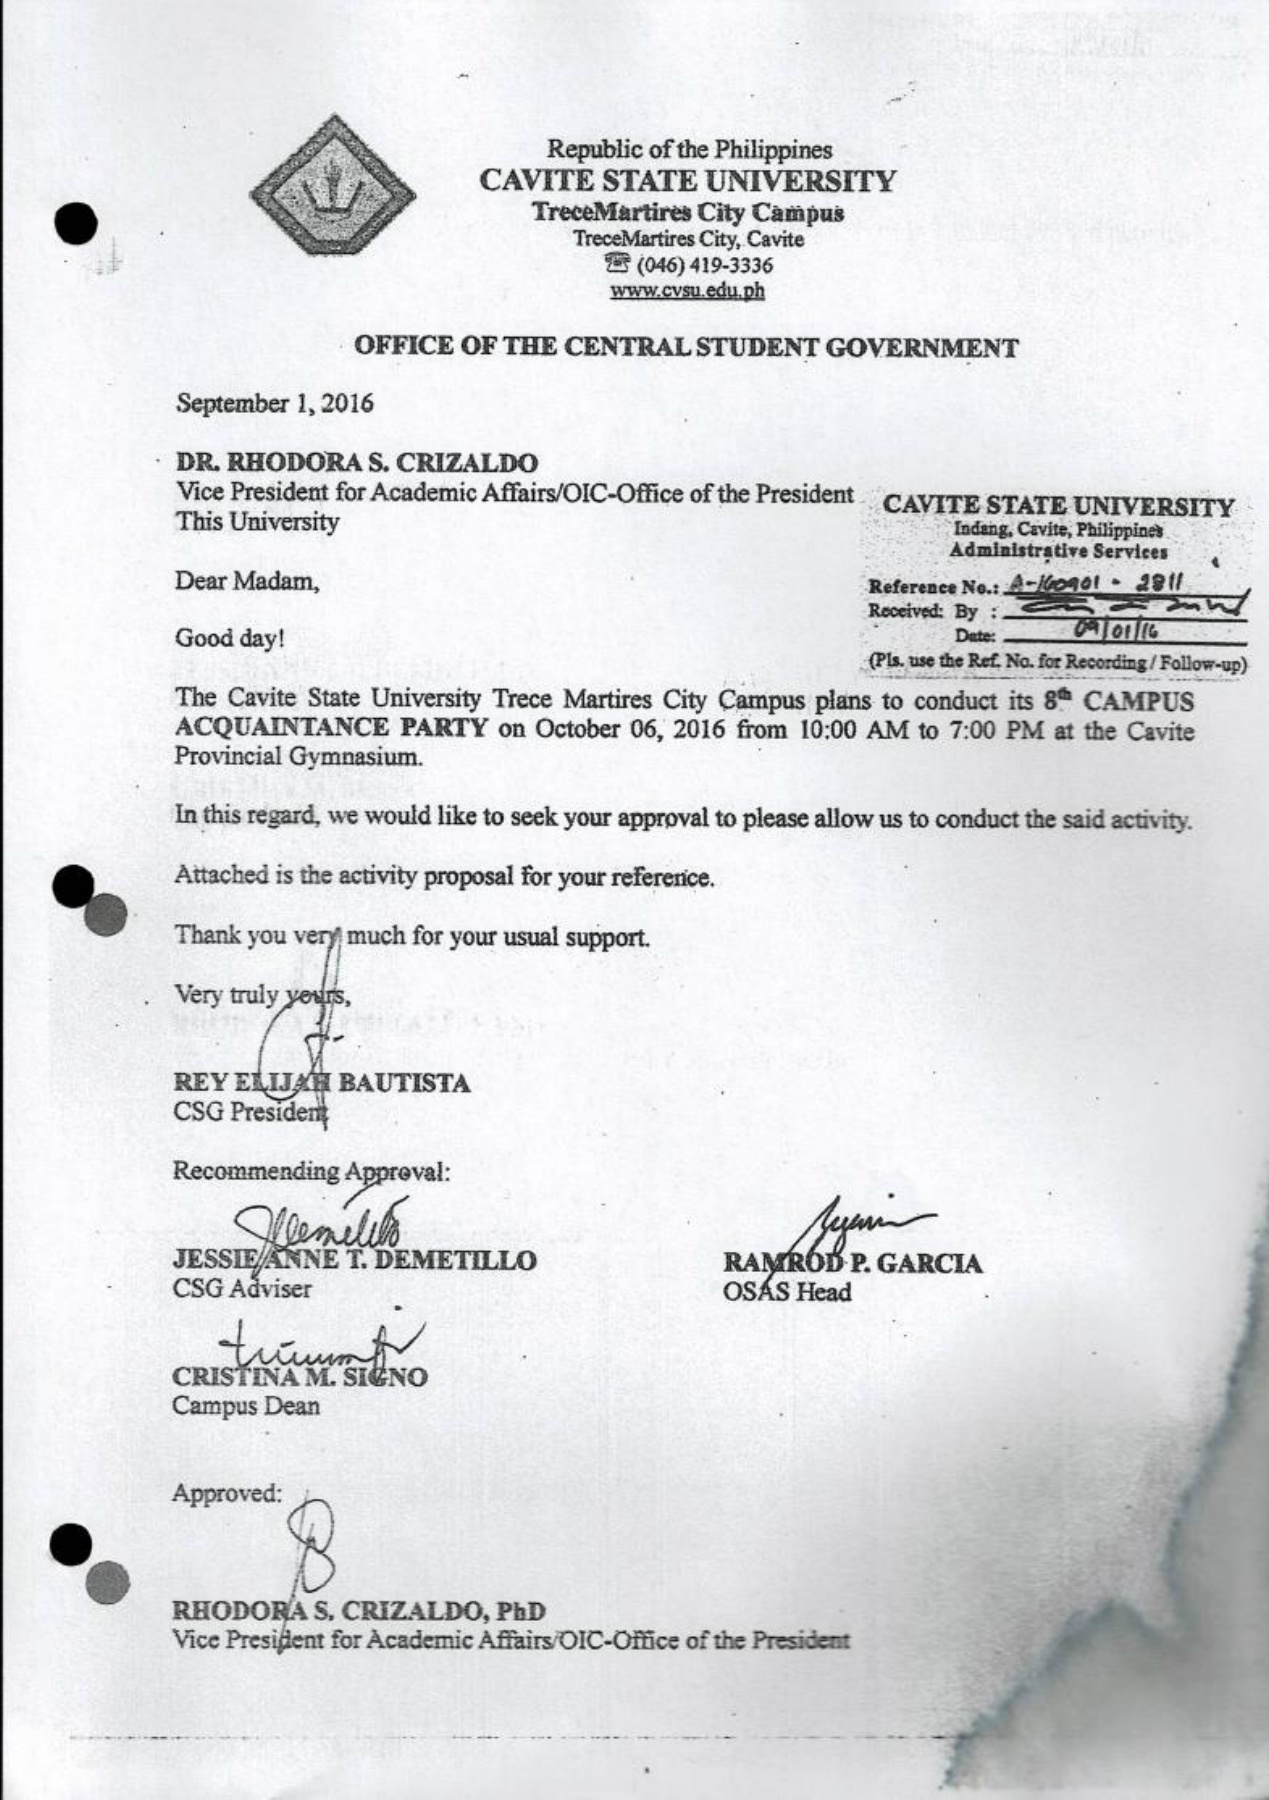 Republic of the Philippines
CAVITE STATE UNIVERSITY
TreceMartires City Campus
TreceMartires City, Cavite
☎ (046) 419-3336
www.cvsu.edu.ph
OFFICE OF THE CENTRAL STUDENT GOVERNMENT
September 1, 2016
DR. RHODORA S. CRIZALDO
Vice President for Academic Affairs/OIC-Office of the President
This University
CAVITE STATE UNIVERSITY
Indang, Cavite, Philippines
Administrative Services
Reference No.: A-160901 - 2811
Received: By :
Date: 09/01/16
(Pls. use the Ref. No. for Recording / Follow-up)
Dear Madam,
Good day!
The Cavite State University Trece Martires City Campus plans to conduct its 8th CAMPUS
ACQUAINTANCE PARTY on October 06, 2016 from 10:00 AM to 7:00 PM at the Cavite
Provincial Gymnasium.
In this regard, we would like to seek your approval to please allow us to conduct the said activity.
Attached is the activity proposal for your reference.
Thank you very much for your usual support.
Very truly yours,
REY ELIJAH BAUTISTA
CSG President
Recommending Approval:
JESSIE ANNE T. DEMETILLO
CSG Adviser
RAMROD P. GARCIA
OSAS Head
CRISTINA M. SIGNO
Campus Dean
Approved:
RHODORA S. CRIZALDO, PhD
Vice President for Academic Affairs/OIC-Office of the President